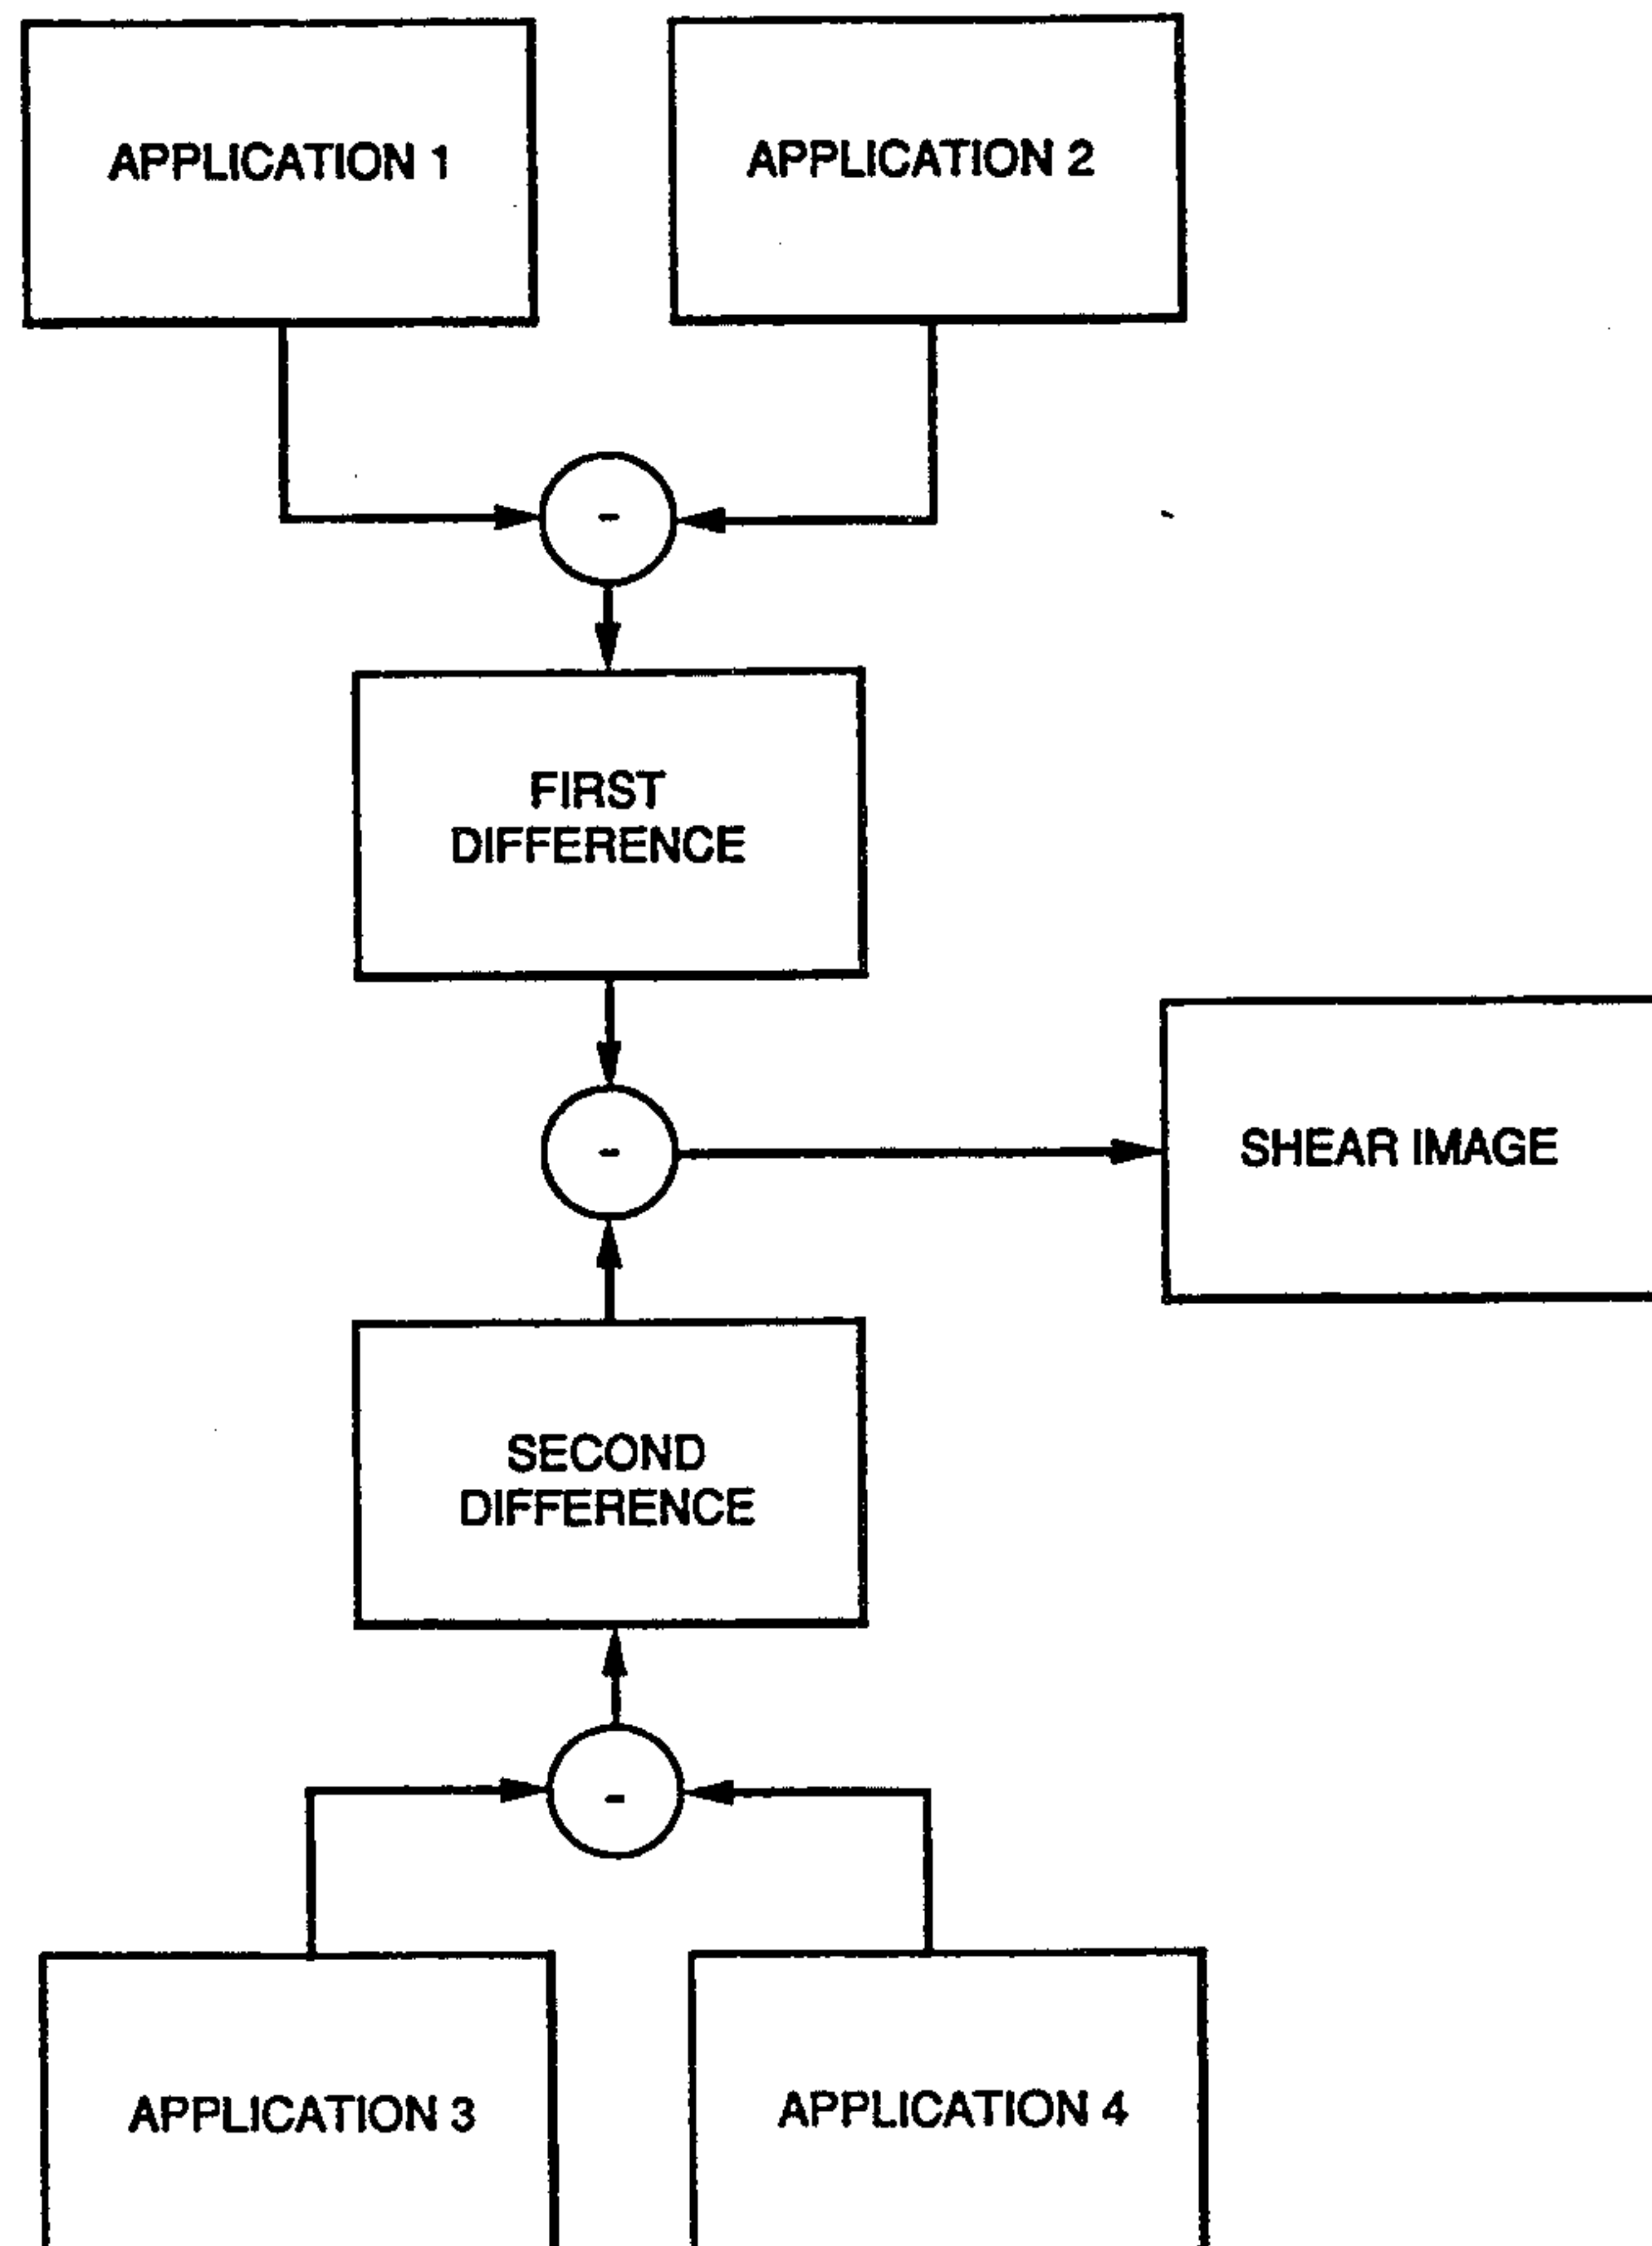 APPLICATION 1
APPLICATION 2
-
FIRST
DIFFERENCE
-
SHEAR IMAGE
SECOND
DIFFERENCE
-
APPLICATION 3
APPLICATION 4